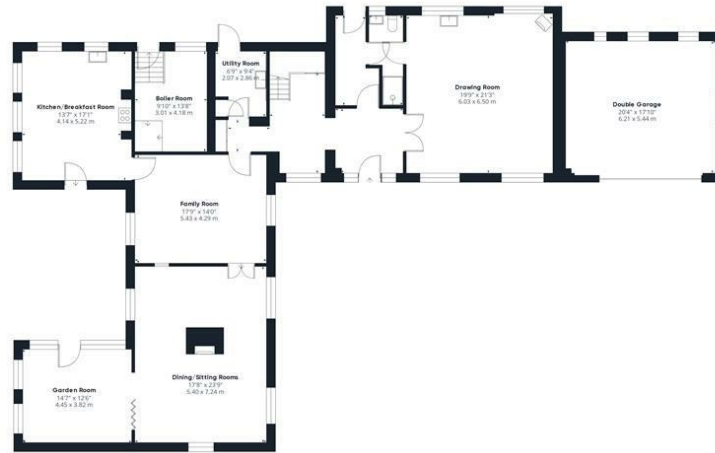 Utility Room
6'9" x 9'4"
2.07 x 2.86 m
Boiler Room
9'10" x 13'8"
3.01 x 4.18 m
Kitchen/Breakfast Room
13'7" x 17'1"
4.14 x 5.22 m
Drawing Room
19'9" x 21'3"
6.03 x 6.50 m
Double Garage
20'4" x 17'10"
6.21 x 5.44 m
Family Room
17'9" x 14'0"
5.43 x 4.29 m
Dining/Sitting Rooms
17'8" x 23'9"
5.40 x 7.24 m
Garden Room
14'7" x 12'6"
4.45 x 3.82 m